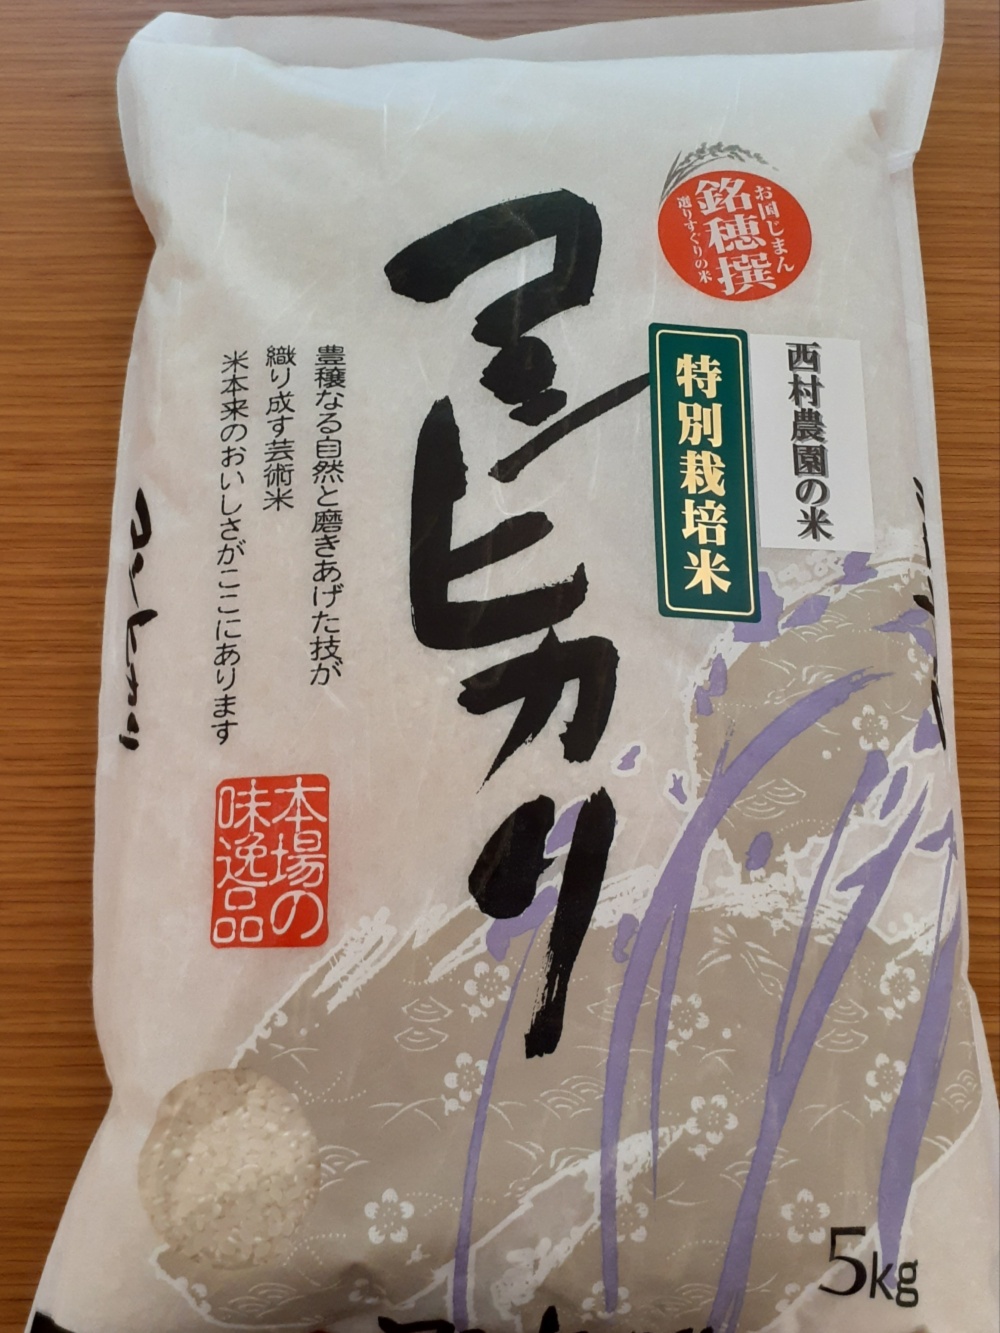 お国じまん
銘穂撰
選りすぐりの米
西村農園の米
特別栽培米
コシヒカリ
豊穣なる自然と磨きあげた技が
織り成す芸術米
米本来のおいしさがここにあります
本場の
味逸品
コシヒカリ
5kg